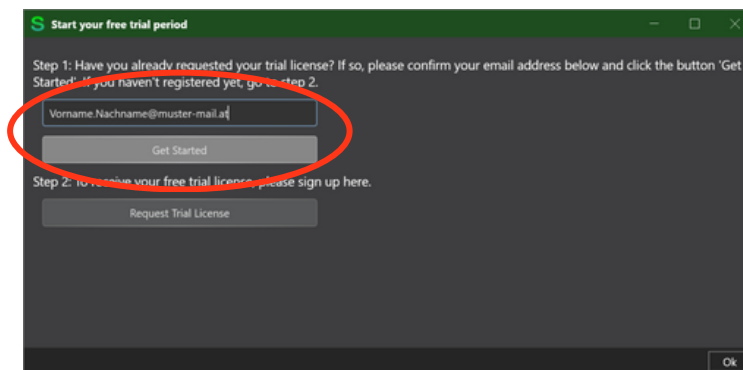 Start your free trial period
Step 1: Have you already requested your trial license? If so, please confirm your email address below and click the button 'Get
Started'. If you haven't registered yet, go to step 2.
Vorname.Nachname@muster-mail.at
Get Started
Step 2: To receive your free trial license, please sign up here.
Request Trial License
Ok